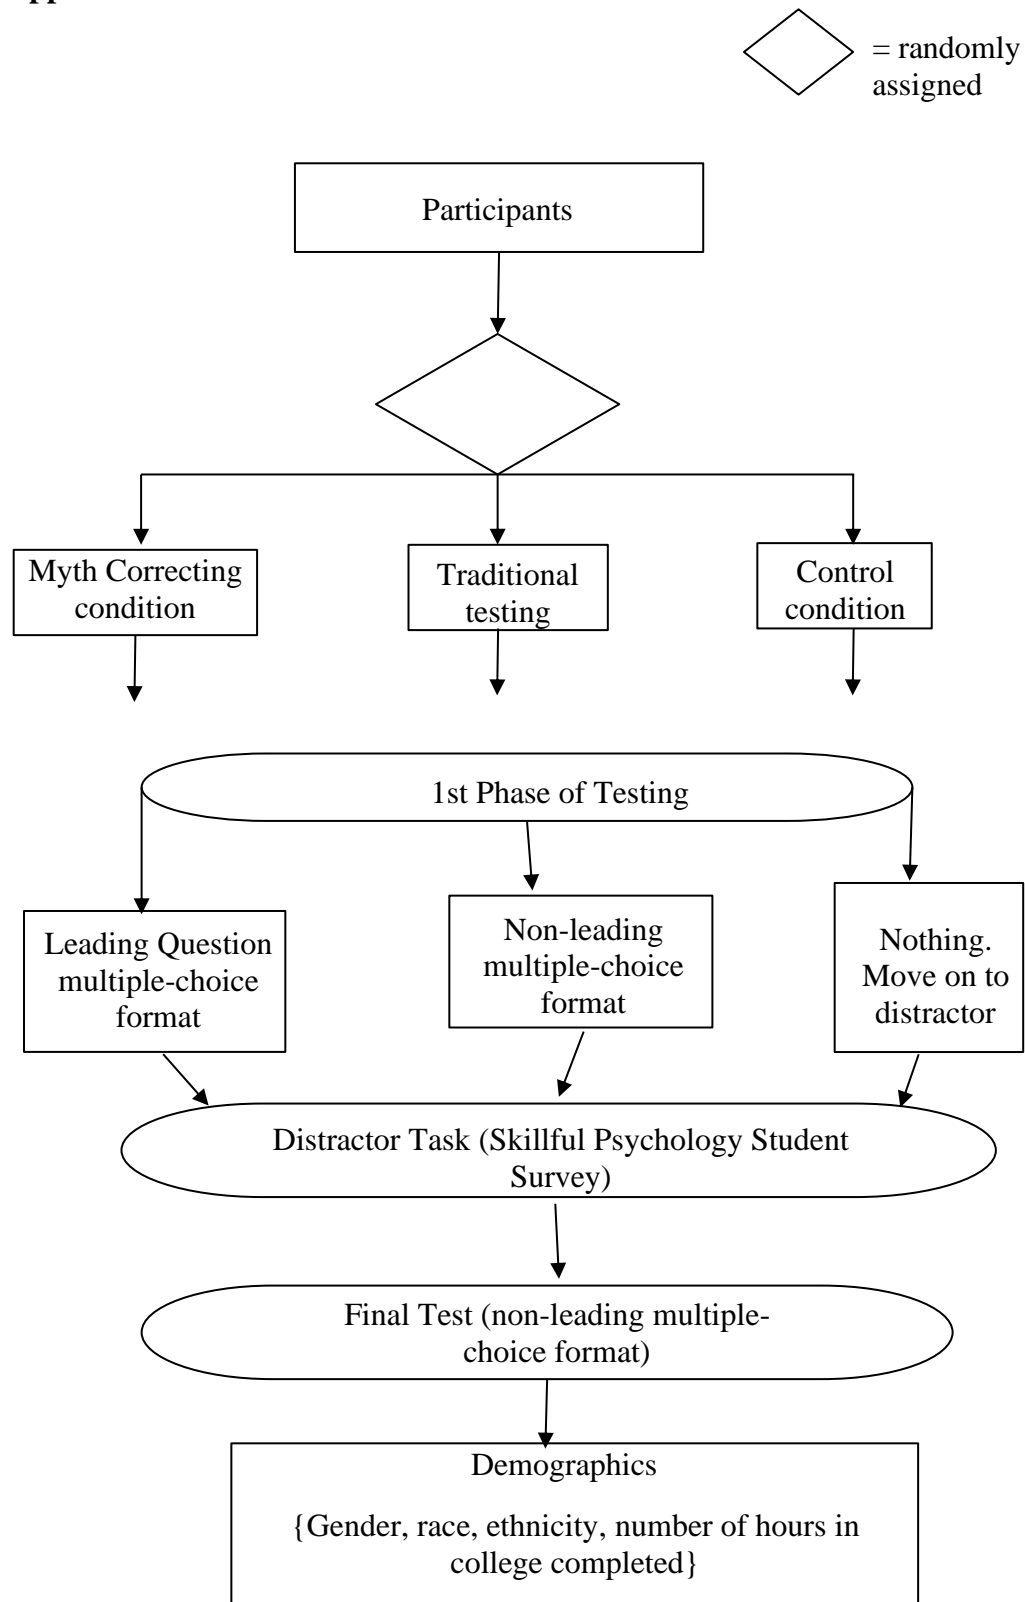 = randomly
assigned
Participants
Myth Correcting
condition
Traditional
testing
Control
condition
1st Phase of Testing
Leading Question
multiple-choice
format
Non-leading
multiple-choice
format
Nothing.
Move on to
distractor
Distractor Task (Skillful Psychology Student
Survey)
Final Test (non-leading multiple-
choice format)
Demographics
{Gender, race, ethnicity, number of hours in
college completed}